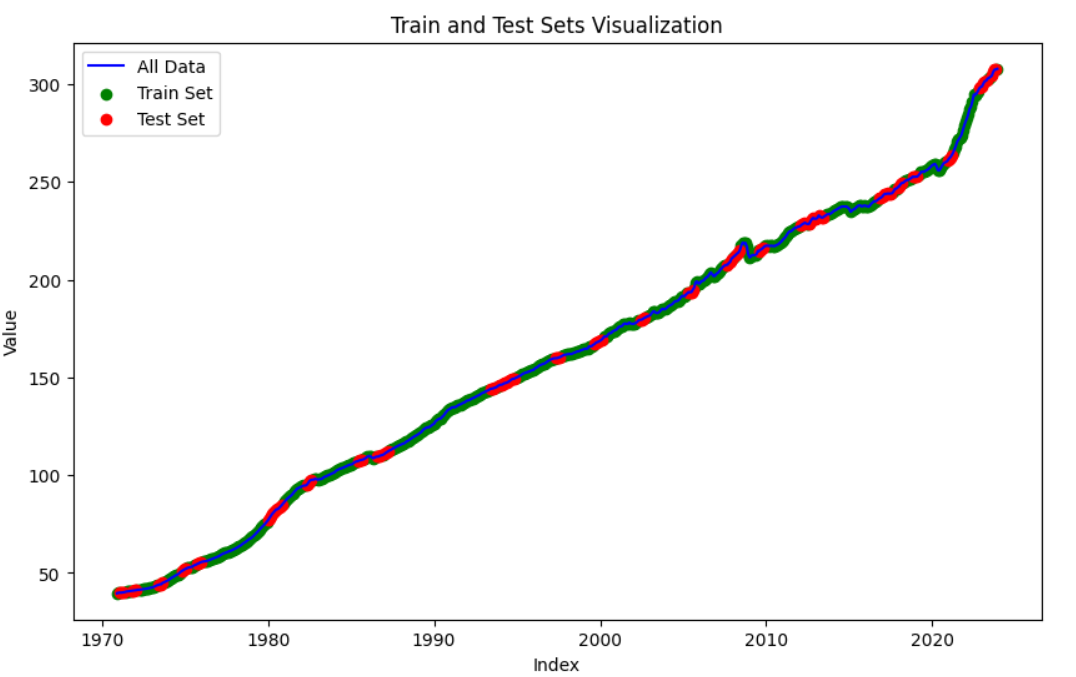 Train and Test Sets Visualization
All Data
Train Set
Test Set
300
250
200
150
100
50
Value
1970
1980
1990
2000
2010
2020
Index